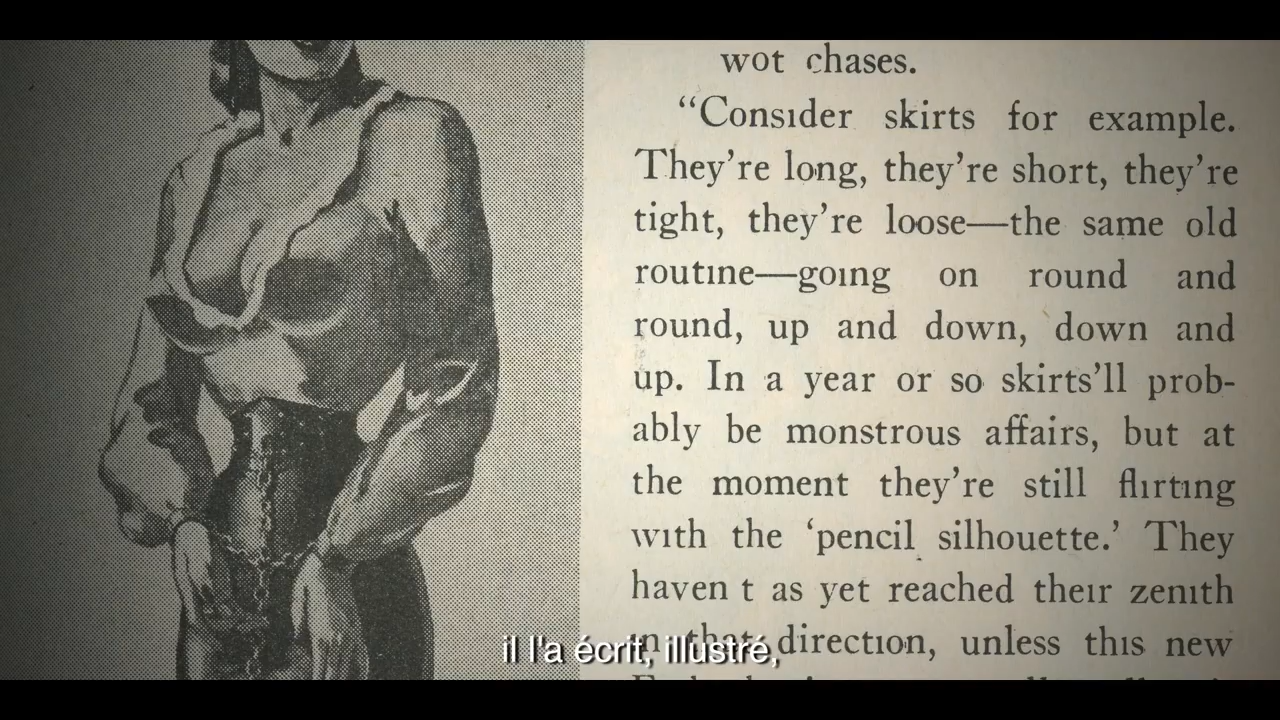 wot chases.
“Consider skirts for example.
They’re long, they’re short, they’re
tight, they’re loose—the same old
routine—going on round and
round, up and down, down and
up. In a year or so skirts’ll prob-
ably be monstrous affairs, but at
the moment they’re still flirting
with the ‘pencil silhouette.’ They
haven t as yet reached their zenith
in that direction, unless this new
il l'a écrit, illustré,